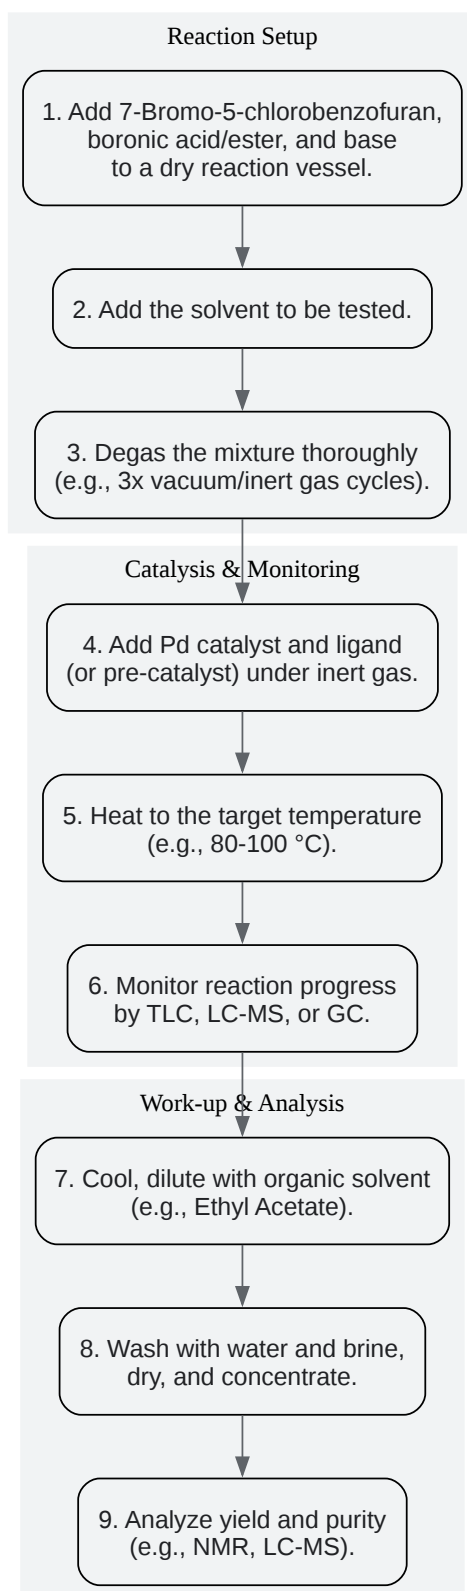 Reaction Setup
1. Add 7-Bromo-5-chlorobenzofuran,
boronic acid/ester, and base
to a dry reaction vessel.
2. Add the solvent to be tested.
3. Degas the mixture thoroughly
(e.g., 3x vacuum/inert gas cycles).
Catalysis & Monitoring
4. Add Pd catalyst and ligand
(or pre-catalyst) under inert gas.
5. Heat to the target temperature
(e.g., 80-100 °C).
6. Monitor reaction progress
by TLC, LC-MS, or GC.
Work-up & Analysis
7. Cool, dilute with organic solvent
(e.g., Ethyl Acetate).
8. Wash with water and brine,
dry, and concentrate.
9. Analyze yield and purity
(e.g., NMR, LC-MS).